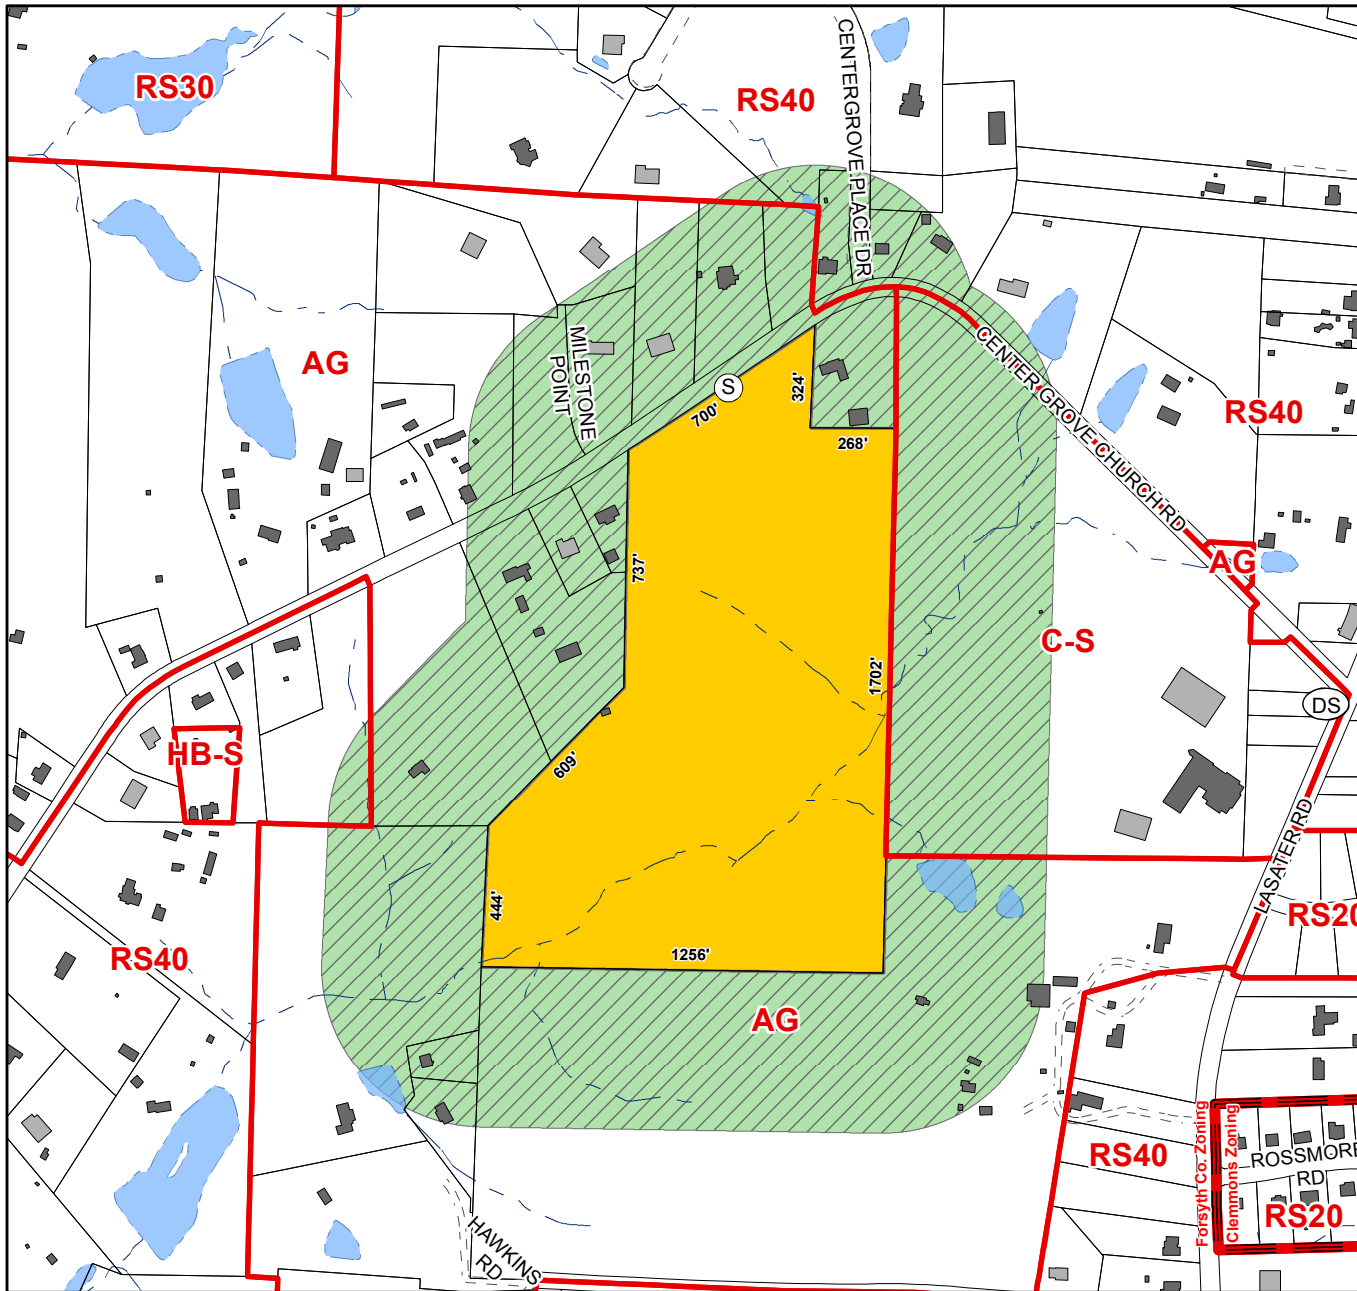 RS30
RS40
CENTERGROVE PLACE DR
AG
MILESTONE
POINT
S
700'
324'
268'
CENTER GROVE CHURCH RD
RS40
737'
AG
C-S
1702'
DS
HB-S
609'
LASATER RD
444'
RS20
RS40
1256'
AG
RS40
Forsyth Co. Zoning
Clemmons Zoning
ROSSMORE
RD
RS20
HAWKINS
RD